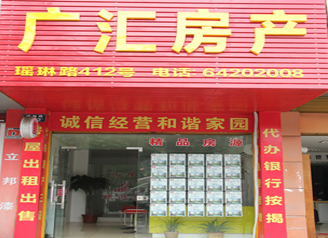 广汇房产
瑶琳路412号 电话 64202008
诚信经营和谐家园
精品房源
房屋出租出售
代办银行按揭
立邦漆